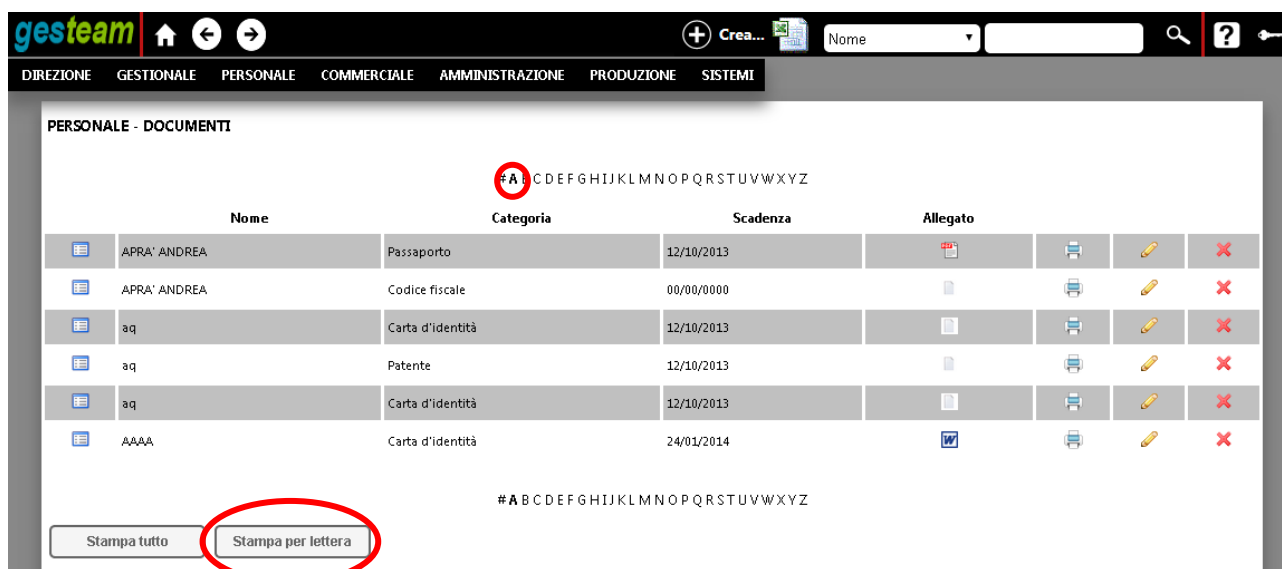 gesteam Crea... Nome
DIREZIONE GESTIONALE PERSONALE COMMERCIALE AMMINISTRAZIONE PRODUZIONE SISTEMI
PERSONALE - DOCUMENTI
# A B C D E F G H I J K L M N O P Q R S T U V W X Y Z
Nome Categoria Scadenza Allegato
APRA' ANDREA Passaporto 12/10/2013
APRA' ANDREA Codice fiscale 00/00/0000
aq Carta d'identità 12/10/2013
aq Patente 12/10/2013
aq Carta d'identità 12/10/2013
AAAA Carta d'identità 24/01/2014
# A B C D E F G H I J K L M N O P Q R S T U V W X Y Z
Stampa tutto Stampa per lettera